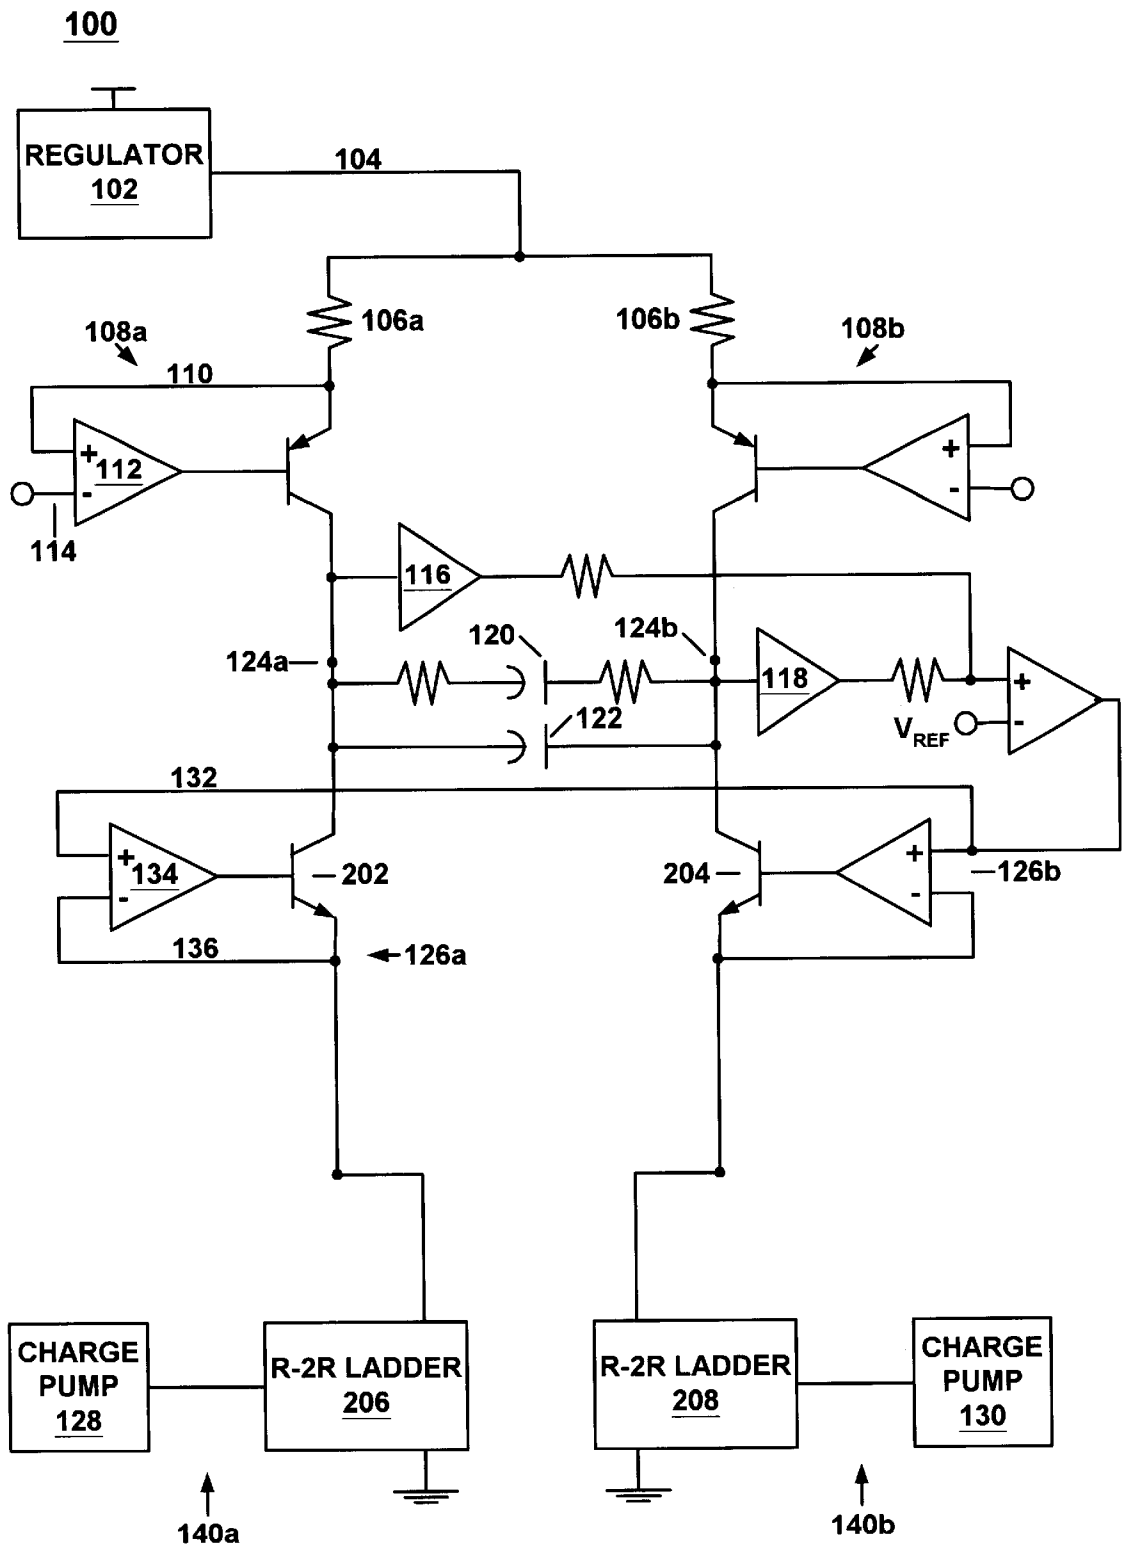 100
REGULATOR
102
104
106a
106b
108a
108b
110
+
112
-
114
+
-
116
120
124b
124a
118
122
+
-
VREF
132
+
134
-
202
204
+
-
126b
136
126a
CHARGE
PUMP
128
R-2R LADDER
206
R-2R LADDER
208
CHARGE
PUMP
130
140a
140b